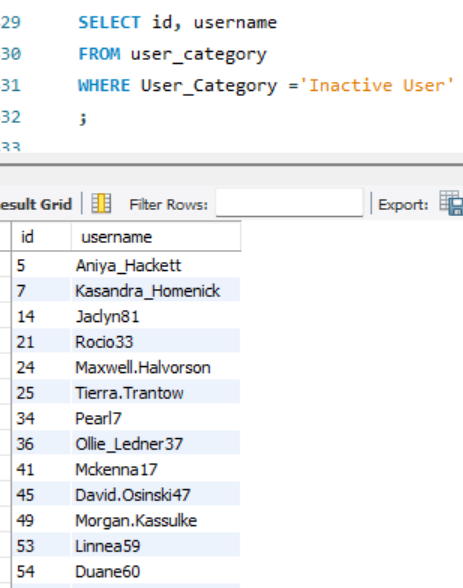 29 SELECT id, username
30 FROM user_category
31 WHERE User_Category ='Inactive User'
32 ;
33
esult Grid Filter Rows: Export:
id username
5 Aniya_Hackett
7 Kasandra_Homenick
14 Jaclyn81
21 Rocio33
24 Maxwell.Halvorson
25 Tierra.Trantow
34 Pearl7
36 Ollie_Ledner37
41 Mckenna17
45 David.Osinski47
49 Morgan.Kassulke
53 Linnea59
54 Duane60